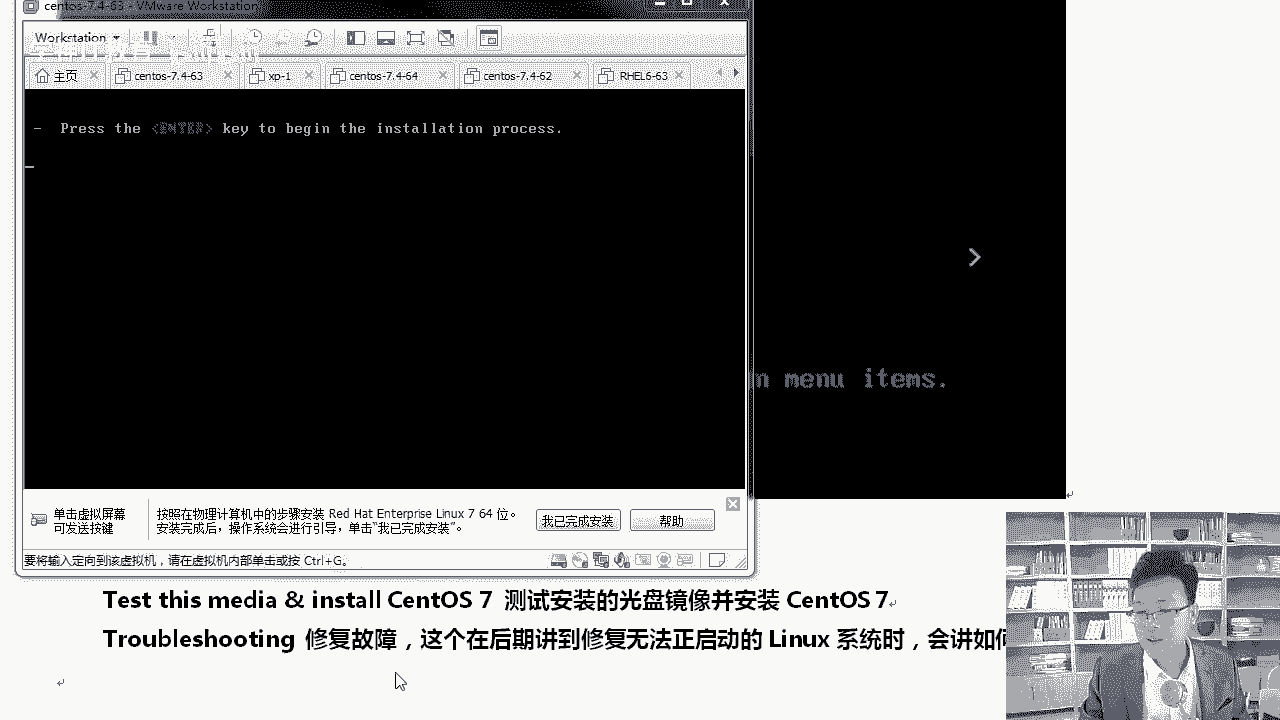 centos-7.4-63 - VMware Workstation
Workstation
主页
centos-7.4-63
xp-1
centos-7.4-64
centos-7.4-62
RHEL6-63
- Press the <ENTER> key to begin the installation process.
n menu items.
单击虚拟屏幕
可发送按键
按照在物理计算机中的步骤安装 Red Hat Enterprise Linux 7 64 位。
安装完成后，操作系统会进行引导，单击“我已完成安装”。
我已完成安装
帮助
要将输入定向到该虚拟机，请在虚拟机内部单击或按 Ctrl+G。
Test this media & install CentOS 7 测试安装的光盘镜像并安装 CentOS 7
Troubleshooting 修复故障，这个在后期讲到修复无法正启动的 Linux 系统时，会讲如何